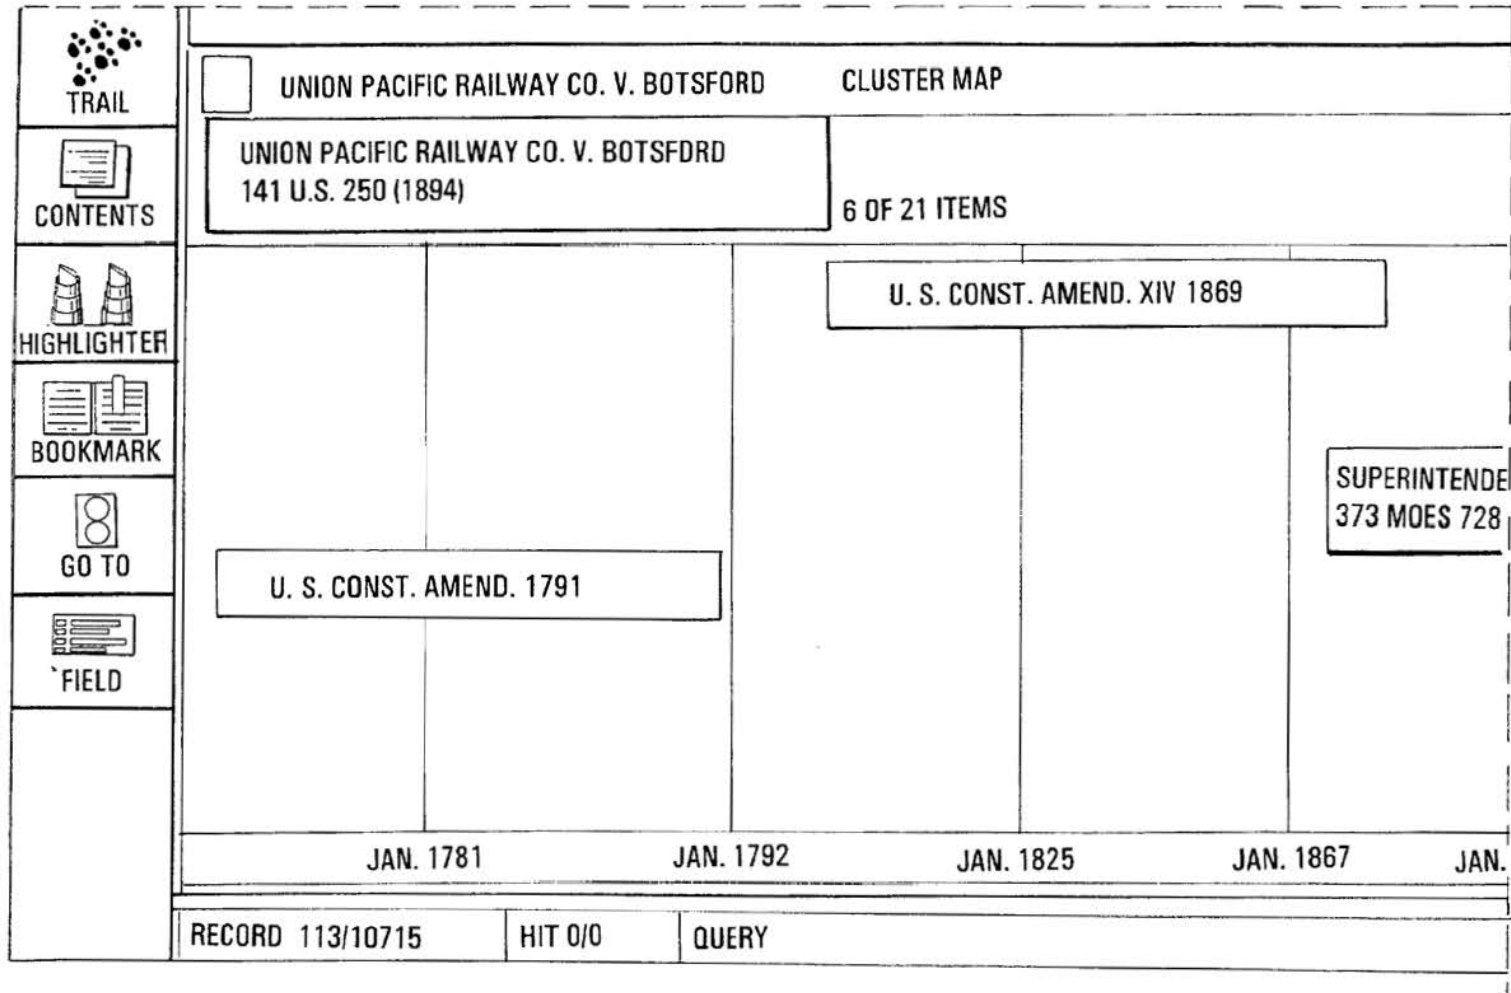 TRAIL
CONTENTS
HIGHLIGHTER
BOOKMARK
GO TO
FIELD
UNION PACIFIC RAILWAY CO. V. BOTSFORD CLUSTER MAP
UNION PACIFIC RAILWAY CO. V. BOTSFDRD
141 U.S. 250 (1894)
6 OF 21 ITEMS
U. S. CONST. AMEND. XIV 1869
SUPERINTENDE
373 MOES 728
U. S. CONST. AMEND. 1791
JAN. 1781 JAN. 1792 JAN. 1825 JAN. 1867 JAN.
RECORD 113/10715 HIT 0/0 QUERY